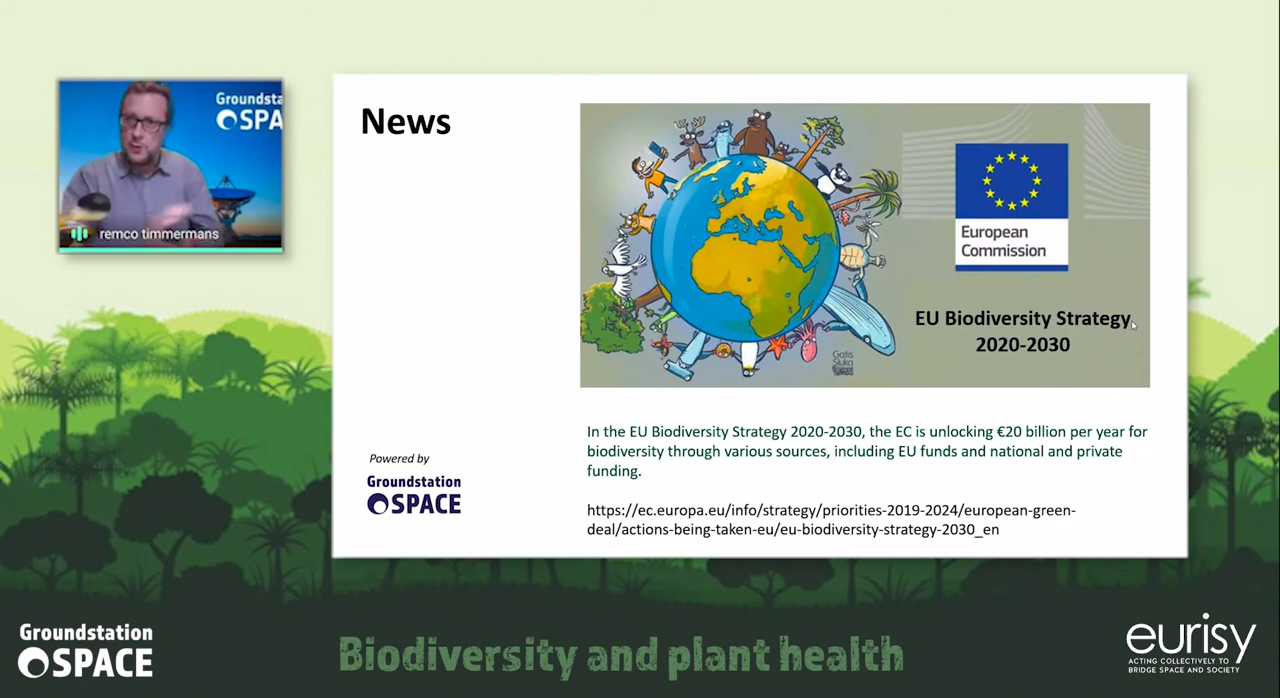 Groundsta
SPA
remco timmermans
News
European
Commission
EU Biodiversity Strategy
2020-2030
Gatis
Sluka
In the EU Biodiversity Strategy 2020-2030, the EC is unlocking €20 billion per year for
biodiversity through various sources, including EU funds and national and private
funding.
https://ec.europa.eu/info/strategy/priorities-2019-2024/european-green-
deal/actions-being-taken-eu/eu-biodiversity-strategy-2030_en
Powered by
Groundstation
SPACE
Groundstation
SPACE
Biodiversity and plant health
eurisy
ACTING COLLECTIVELY TO
BRIDGE SPACE AND SOCIETY